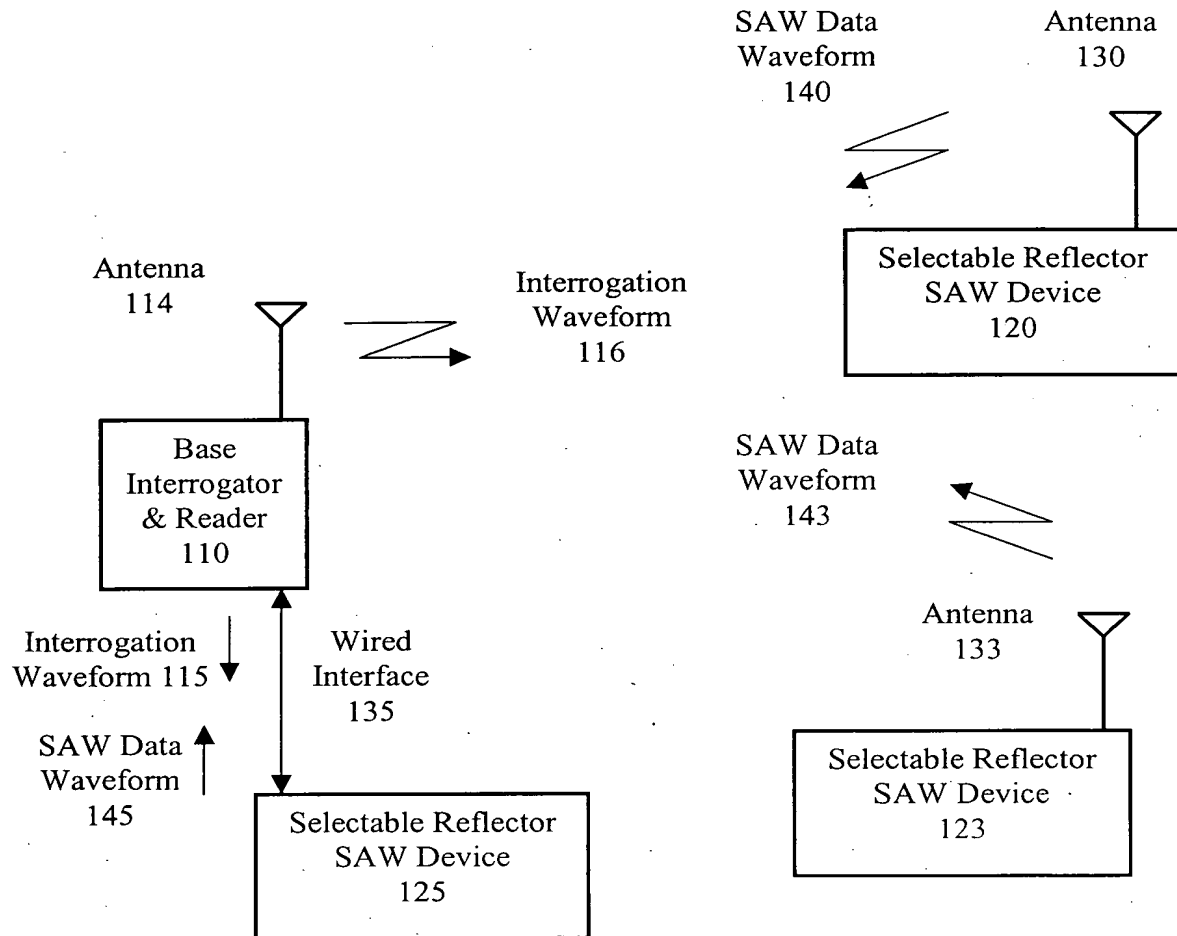 SAW Data
Waveform
140
Antenna
130
Selectable Reflector
SAW Device
120
Antenna
114
Interrogation
Waveform
116
Base
Interrogator
& Reader
110
SAW Data
Waveform
143
Antenna
133
Interrogation
Waveform 115
Wired
Interface
135
SAW Data
Waveform
145
Selectable Reflector
SAW Device
123
Selectable Reflector
SAW Device
125